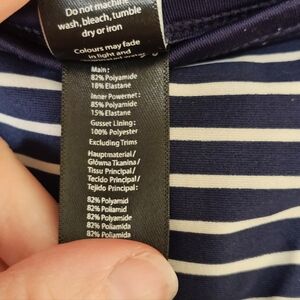 Do not machine
wash, bleach, tumble
dry or iron
Colours may fade
in light and
Main:
82% Polyamide
18% Elastane
Inner Powernet:
85% Polyamide
15% Elastane
Gusset Lining:
100% Polyester
Excluding Trims
Hauptmaterial/
Główna Tkanina/
Tissu Principal/
Tecido Principal/
Tejido Principal:
82% Polyamid
82% Poliamid
82% Polyamide
82% Poliamida
82% Poliamida